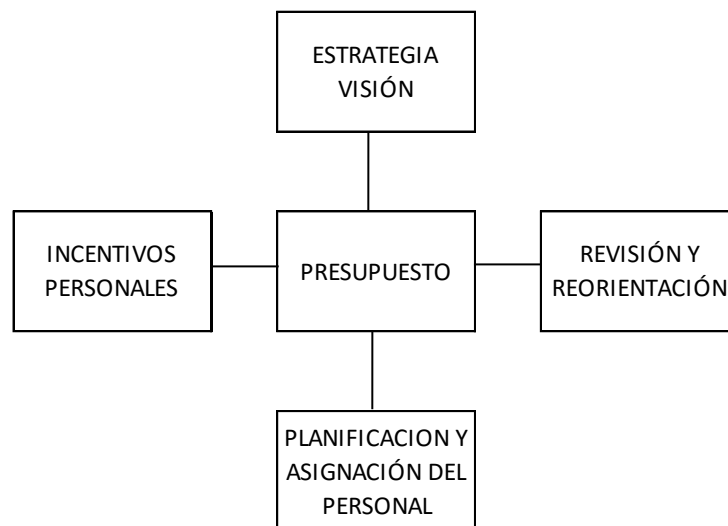 ESTRATEGIA
VISIÓN
INCENTIVOS
PERSONALES
PRESUPUESTO
REVISIÓN Y
REORIENTACIÓN
PLANIFICACION Y
ASIGNACIÓN DEL
PERSONAL